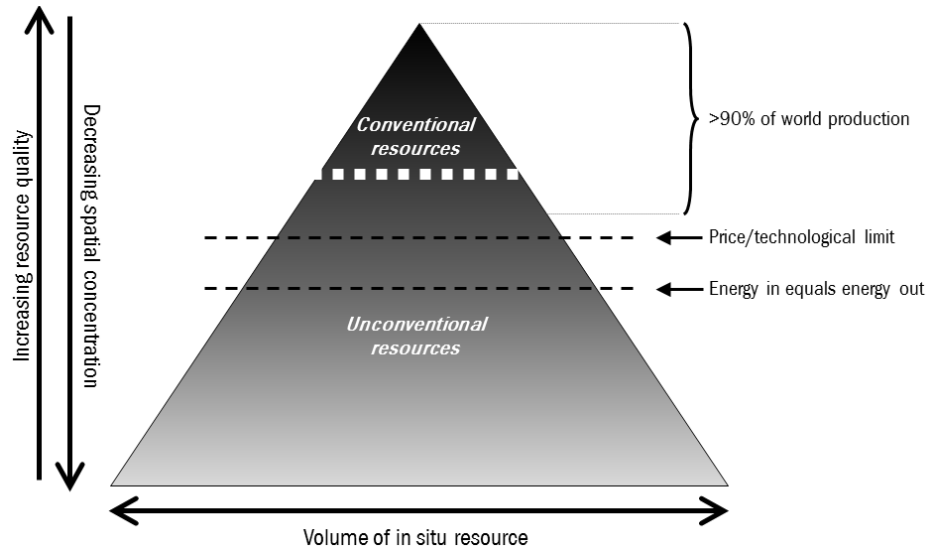 Increasing resource quality
Decreasing spatial concentration
Conventional
resources
>90% of world production
Price/technological limit
Energy in equals energy out
Unconventional
resources
Volume of in situ resource